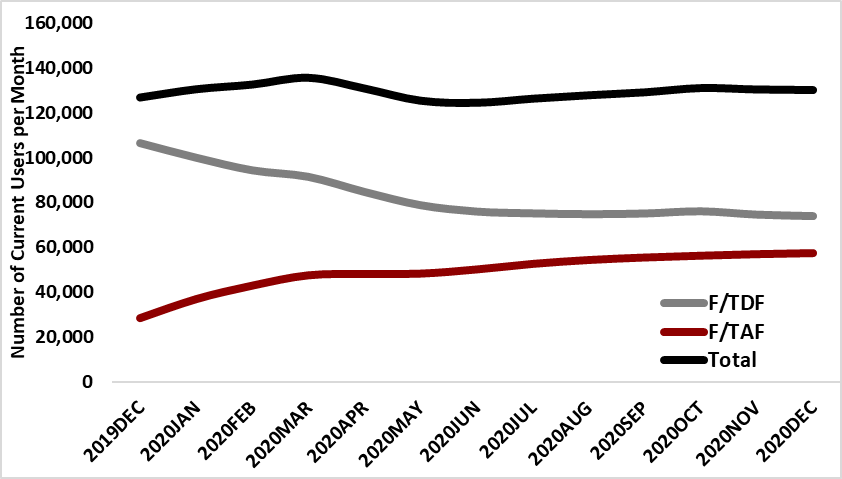 Number of Current Users per Month
160,000
140,000
120,000
100,000
80,000
60,000
40,000
20,000
0
F/TDF
F/TAF
Total
2019DEC
2020JAN
2020FEB
2020MAR
2020APR
2020MAY
2020JUN
2020JUL
2020AUG
2020SEP
2020OCT
2020NOV
2020DEC